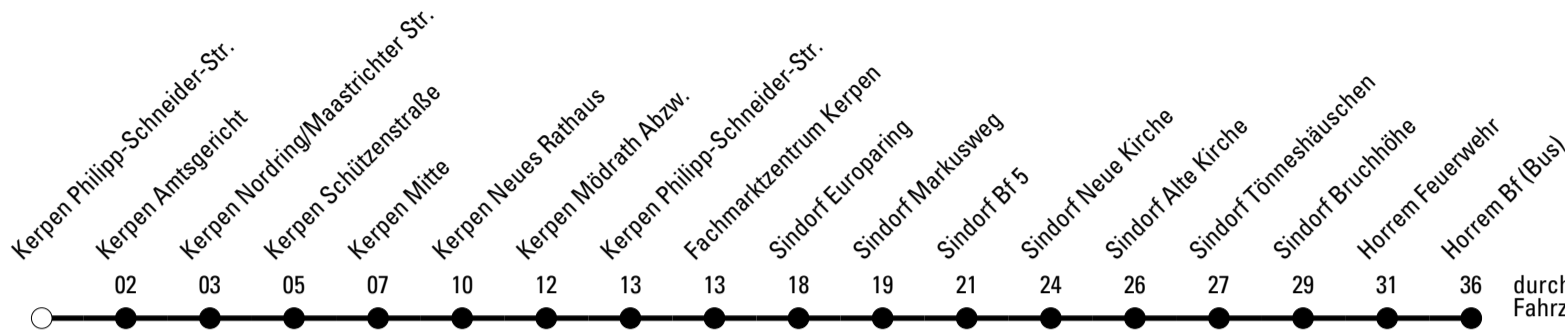 Kerpen Philipp-Schneider-Str.
Kerpen Amtsgericht
Kerpen Nordring/Maastrichter Str.
Kerpen Schützenstraße
Kerpen Mitte
Kerpen Neues Rathaus
Kerpen Mödrath Abzw.
Kerpen Philipp-Schneider-Str.
Fachmarktzentrum Kerpen
Sindorf Europaring
Sindorf Markusweg
Sindorf Bf 5
Sindorf Neue Kirche
Sindorf Alte Kirche
Sindorf Tönneshäuschen
Sindorf Bruchhöhe
Horrem Feuerwehr
Horrem Bf (Bus)
02 03 05 07 10 12 13 13 18 19 21 24 26 27 29 31 36
durch
Fahrz